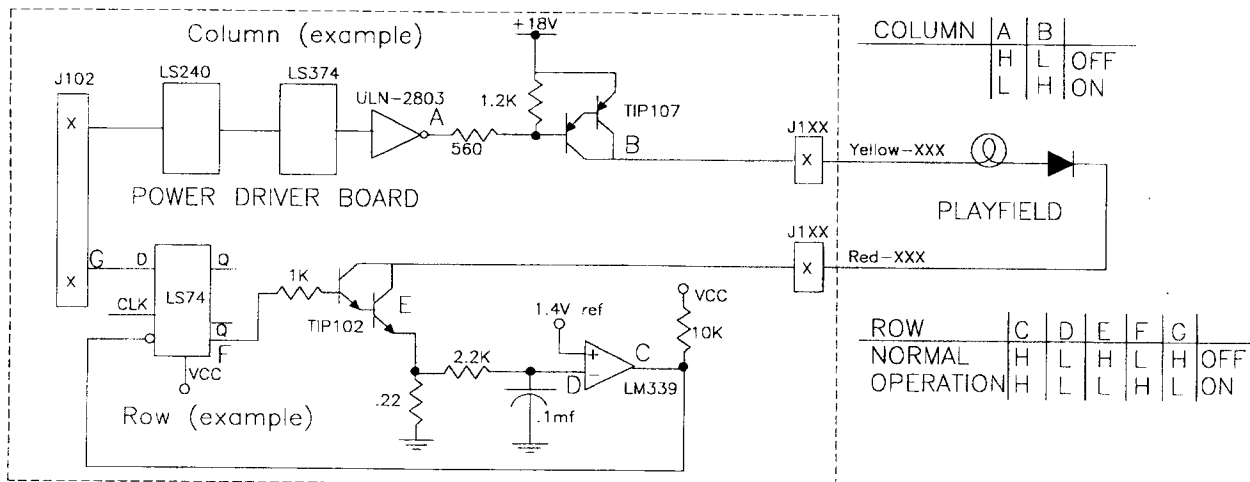 Column (example)
+18V
J102
LS240
LS374
ULN-2803
A
560
1.2K
TIP107
B
J1XX
X
X
Yellow-XXX
POWER DRIVER BOARD
PLAYFIELD
COLUMN A B
H L OFF
L H ON
X
G
D
Q
CLK
LS74
Q
F
VCC
1K
TIP102
E
J1XX
X
Red-XXX
1.4V ref
VCC
10K
2.2K
+
−
C
D
LM339
.22
.1mf
Row (example)
ROW C D E F G
NORMAL H L H L H OFF
OPERATION H L L H L ON